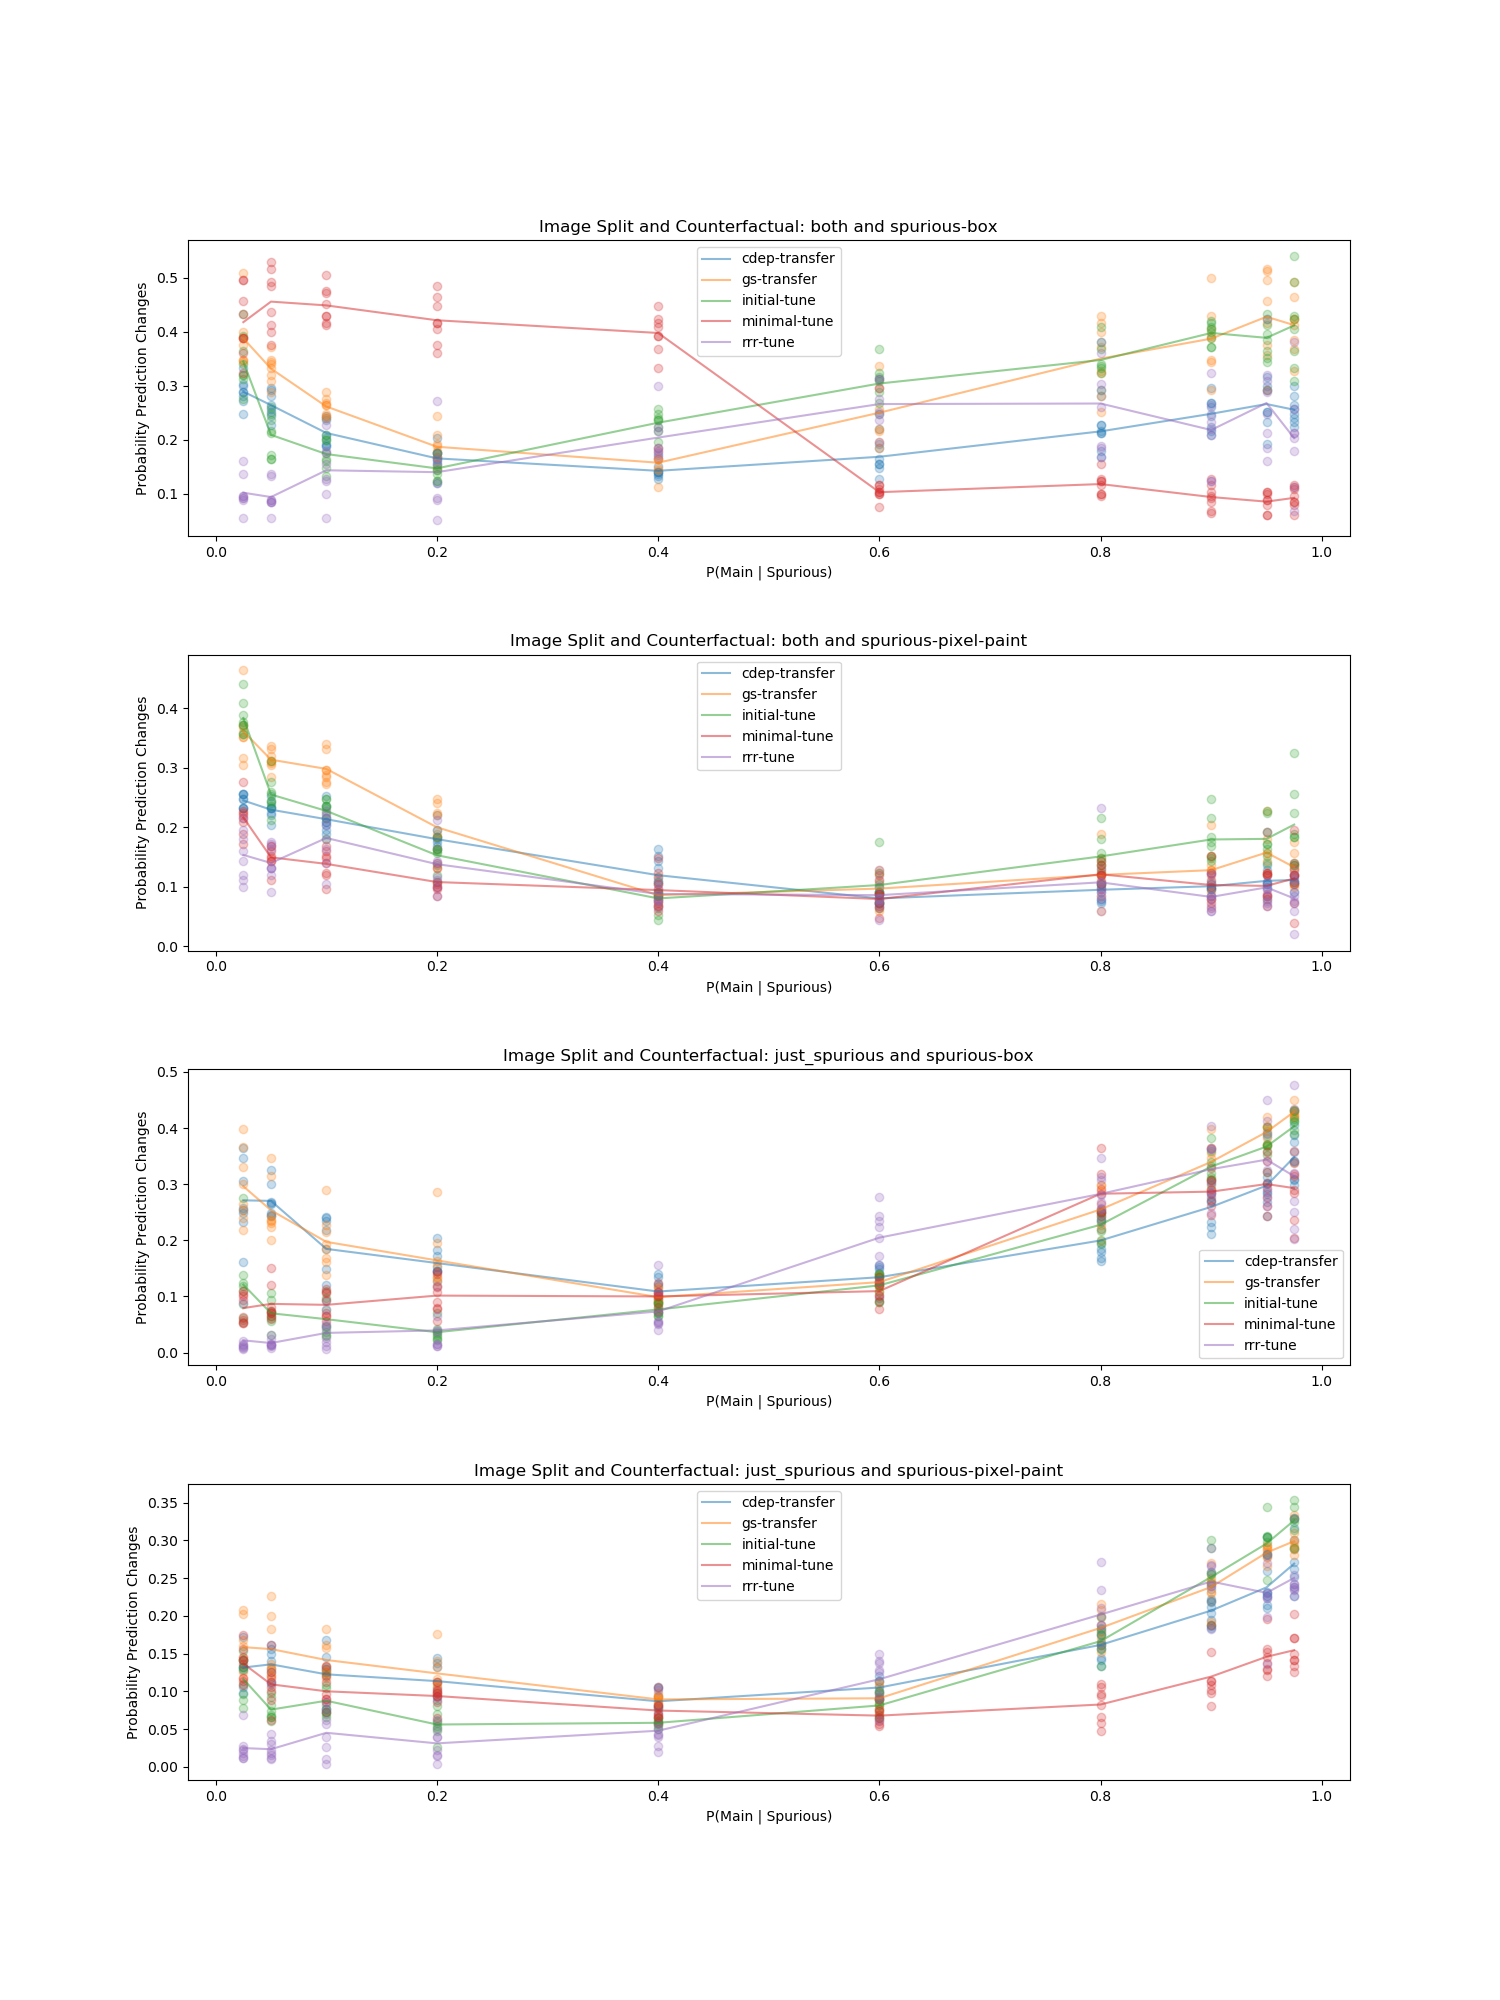 Image Split and Counterfactual: both and spurious-box
Probability Prediction Changes
0.5
0.4
0.3
0.2
0.1
cdep-transfer
gs-transfer
initial-tune
minimal-tune
rrr-tune
0.0 0.2 0.4 0.6 0.8 1.0
P(Main | Spurious)
Image Split and Counterfactual: both and spurious-pixel-paint
Probability Prediction Changes
0.4
0.3
0.2
0.1
0.0
cdep-transfer
gs-transfer
initial-tune
minimal-tune
rrr-tune
0.0 0.2 0.4 0.6 0.8 1.0
P(Main | Spurious)
Image Split and Counterfactual: just_spurious and spurious-box
Probability Prediction Changes
0.5
0.4
0.3
0.2
0.1
0.0
cdep-transfer
gs-transfer
initial-tune
minimal-tune
rrr-tune
0.0 0.2 0.4 0.6 0.8 1.0
P(Main | Spurious)
Image Split and Counterfactual: just_spurious and spurious-pixel-paint
Probability Prediction Changes
0.35
0.30
0.25
0.20
0.15
0.10
0.05
0.00
cdep-transfer
gs-transfer
initial-tune
minimal-tune
rrr-tune
0.0 0.2 0.4 0.6 0.8 1.0
P(Main | Spurious)